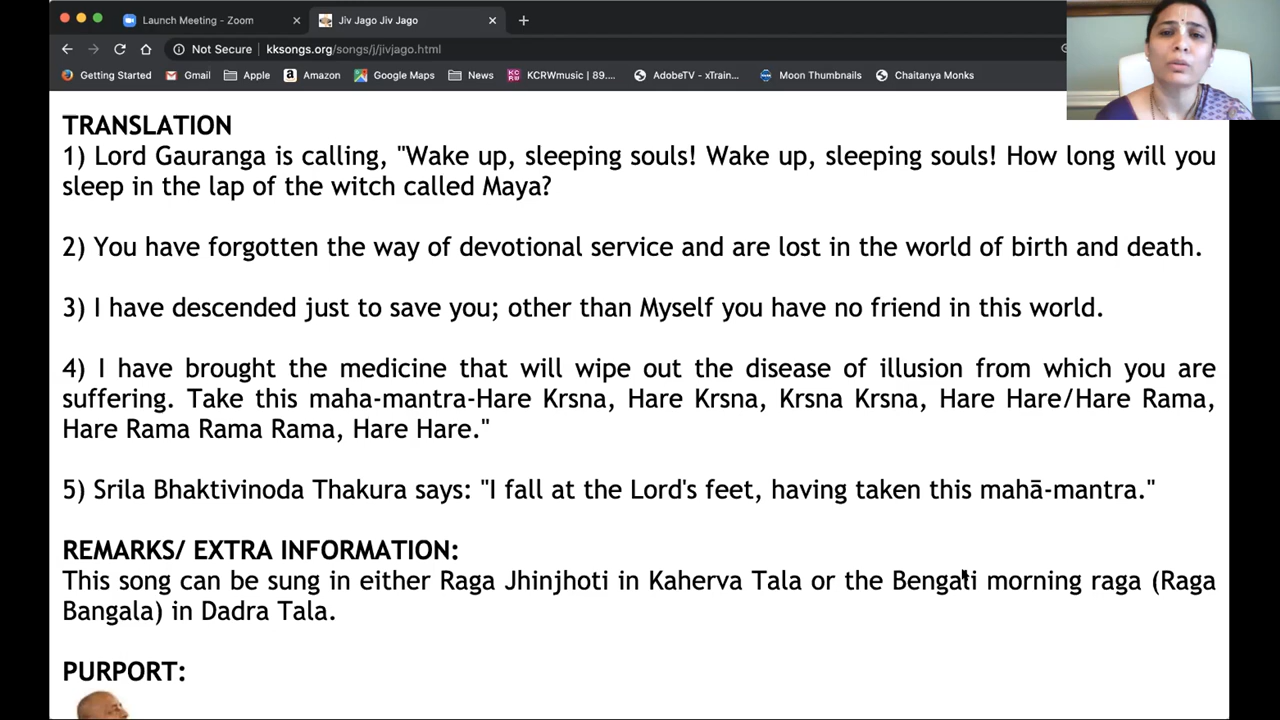 Launch Meeting - Zoom × Jiv Jago Jiv Jago × +
Not Secure kksongs.org/songs/j/jivjago.html
Getting Started Gmail Apple Amazon Google Maps News KCRWmusic | 89.... AdobeTV - xTrain... Moon Thumbnails Chaitanya Monks
TRANSLATION
1) Lord Gauranga is calling, "Wake up, sleeping souls! Wake up, sleeping souls! How long will you
sleep in the lap of the witch called Maya?
2) You have forgotten the way of devotional service and are lost in the world of birth and death.
3) I have descended just to save you; other than Myself you have no friend in this world.
4) I have brought the medicine that will wipe out the disease of illusion from which you are
suffering. Take this maha-mantra-Hare Krsna, Hare Krsna, Krsna Krsna, Hare Hare/Hare Rama,
Hare Rama Rama Rama, Hare Hare."
5) Srila Bhaktivinoda Thakura says: "I fall at the Lord's feet, having taken this mahā-mantra."
REMARKS/ EXTRA INFORMATION:
This song can be sung in either Raga Jhinjhoti in Kaherva Tala or the Bengali morning raga (Raga
Bangala) in Dadra Tala.
PURPORT: